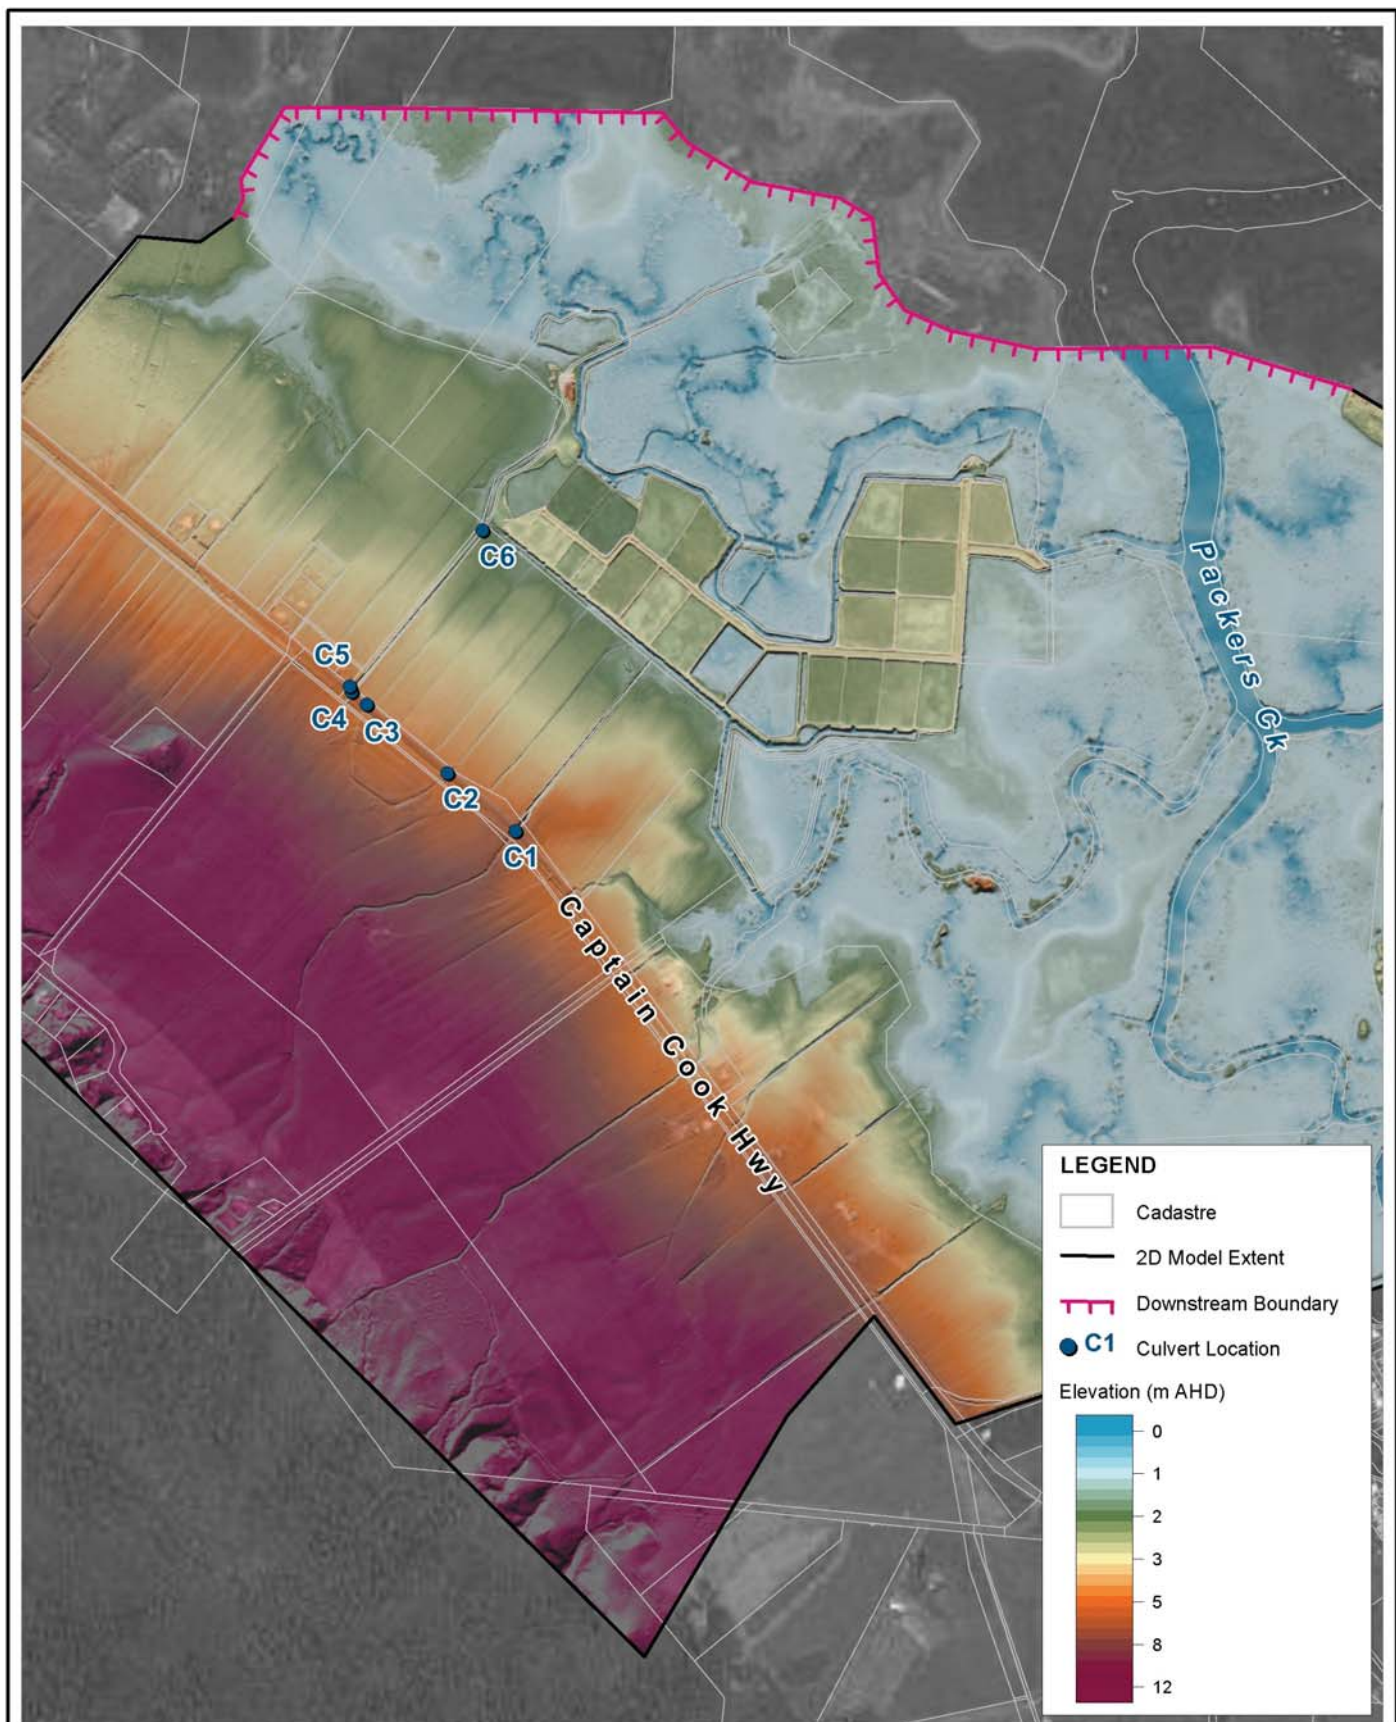 C6
Packers Ck
C5
C4
C3
C2
C1
Captain Cook Hwy
LEGEND
Cadastre
2D Model Extent
Downstream Boundary
C1 Culvert Location
Elevation (m AHD)
0
1
2
3
5
8
12